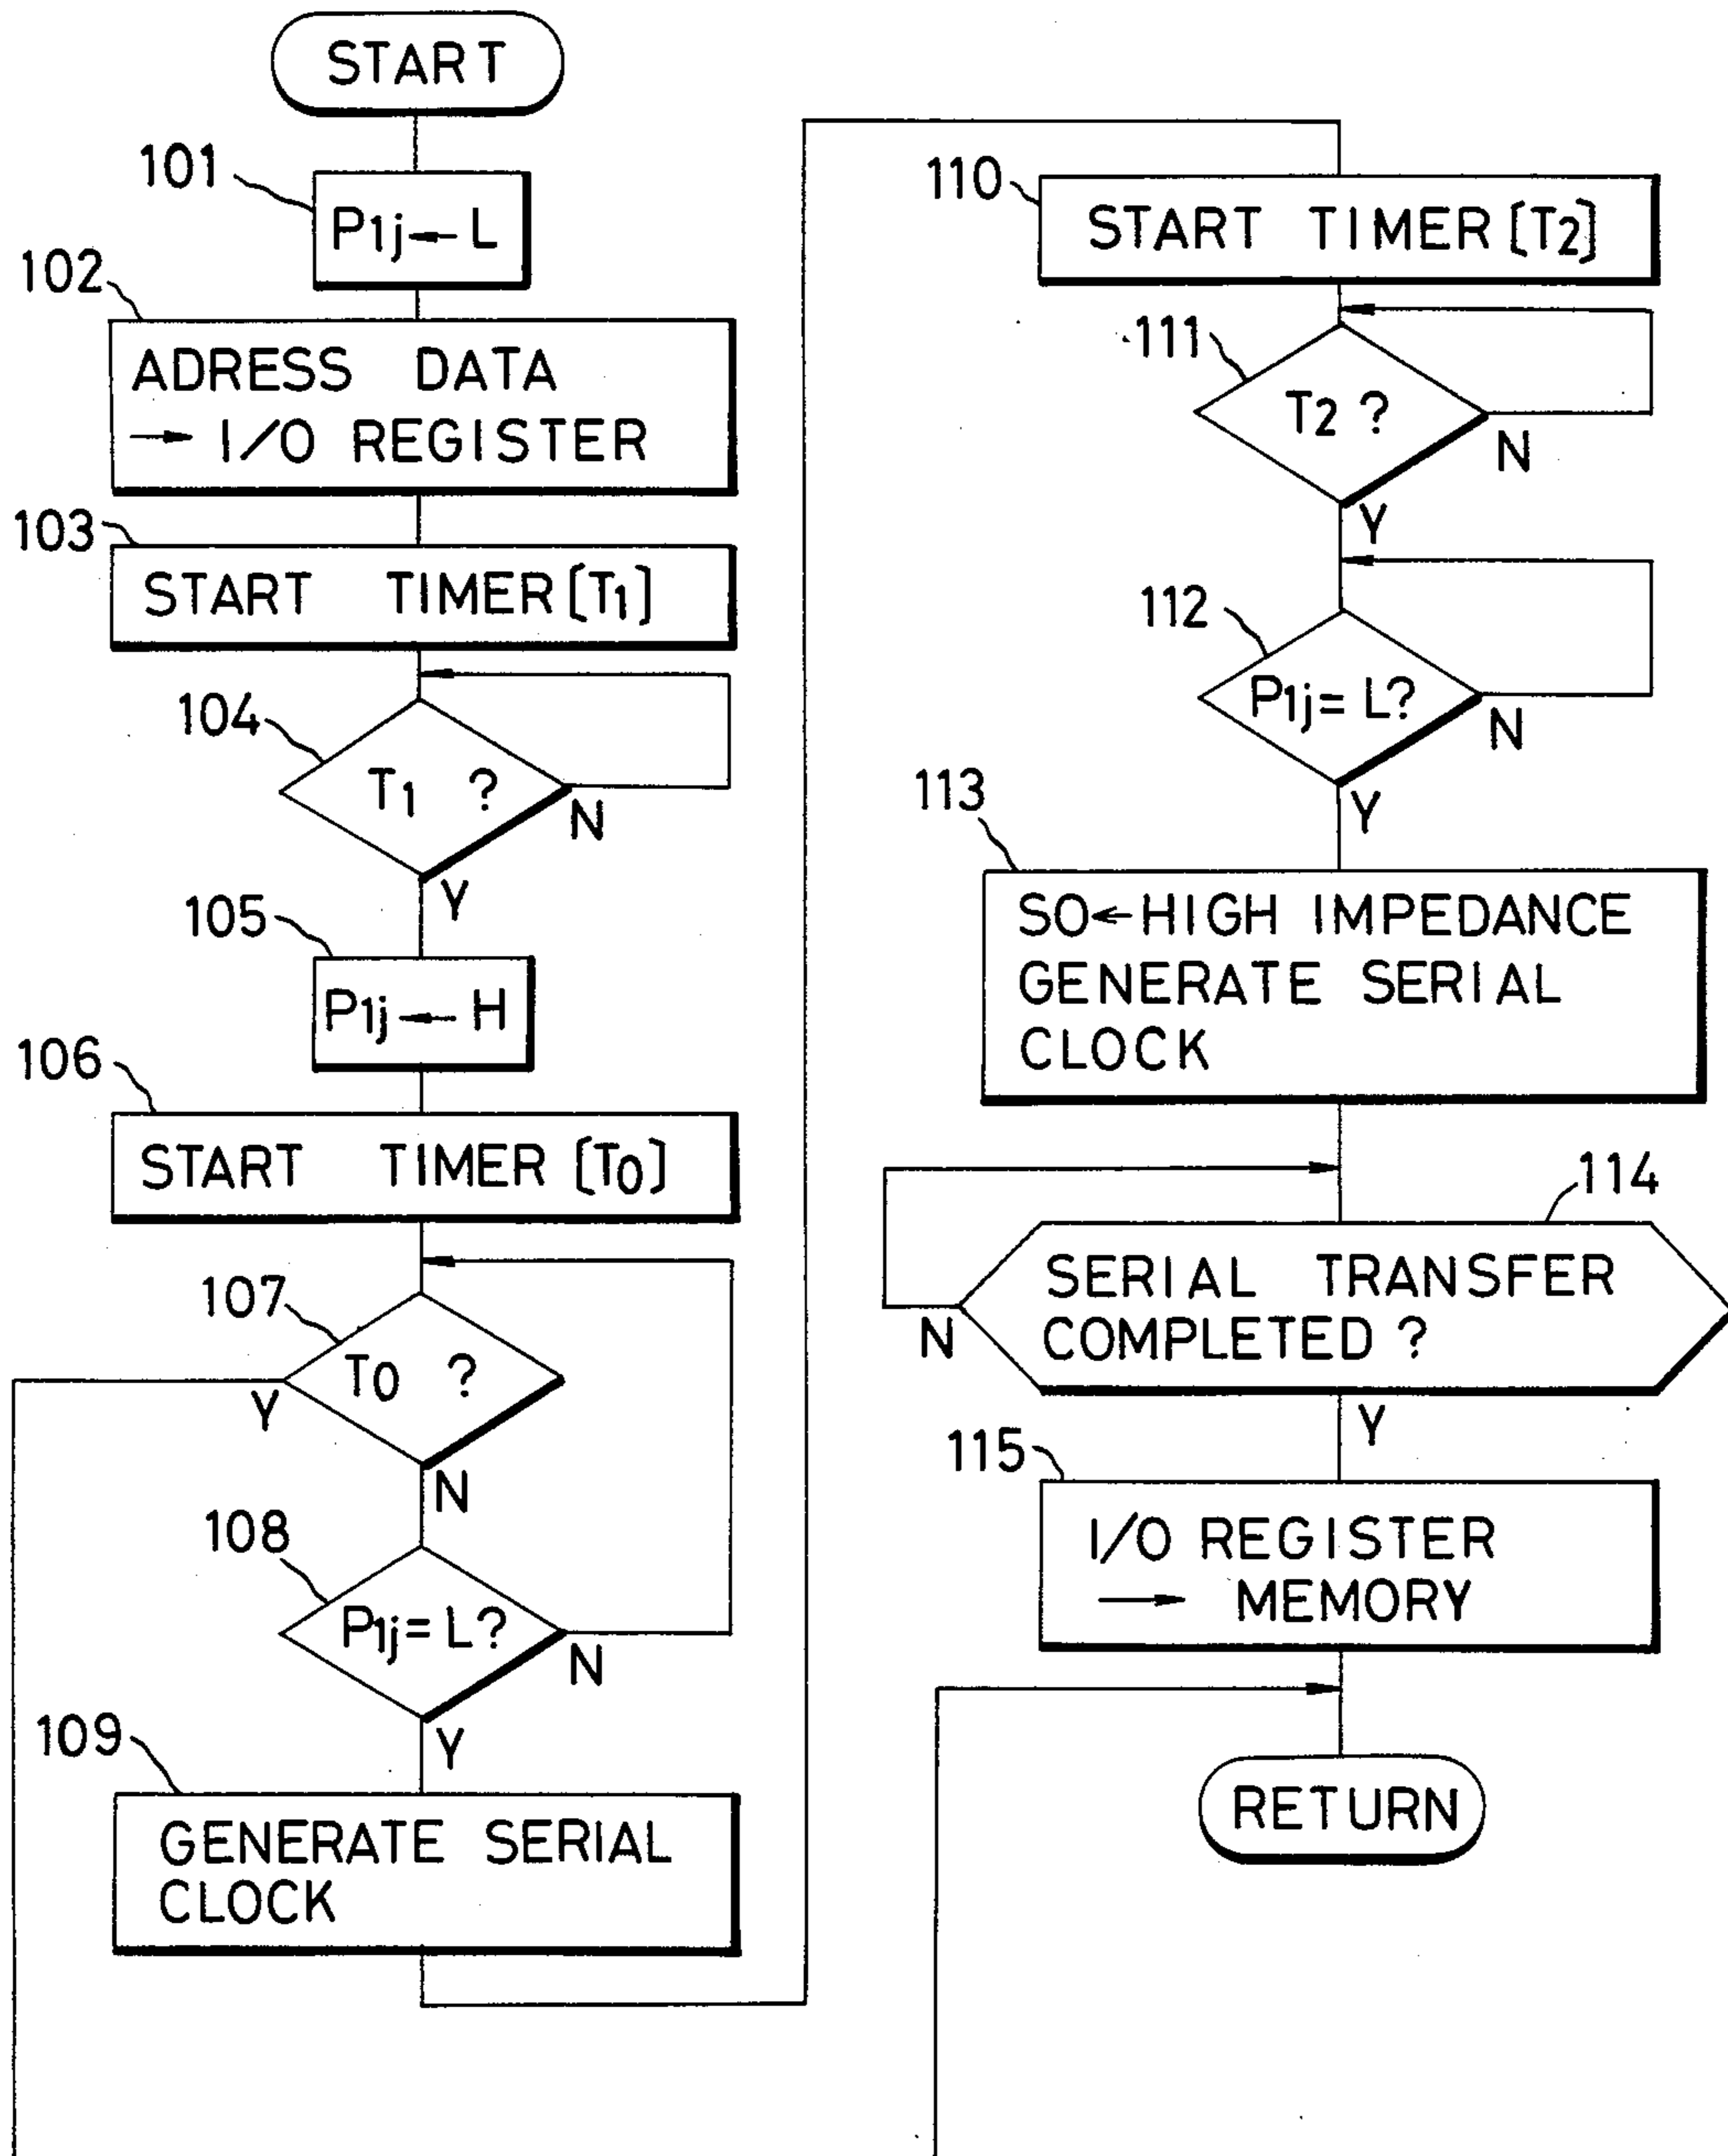 START
101
P1j ← L
102
ADRESS DATA
→ I/O REGISTER
103
START TIMER [T1]
104
T1 ?
N
Y
105
P1j ← H
106
START TIMER [T0]
107
T0 ?
Y
N
108
P1j = L?
N
Y
109
GENERATE SERIAL
CLOCK
110
START TIMER [T2]
111
T2 ?
N
Y
112
P1j = L?
N
Y
113
SO ← HIGH IMPEDANCE
GENERATE SERIAL
CLOCK
114
SERIAL TRANSFER
COMPLETED ?
N
Y
115
I/O REGISTER
→ MEMORY
RETURN